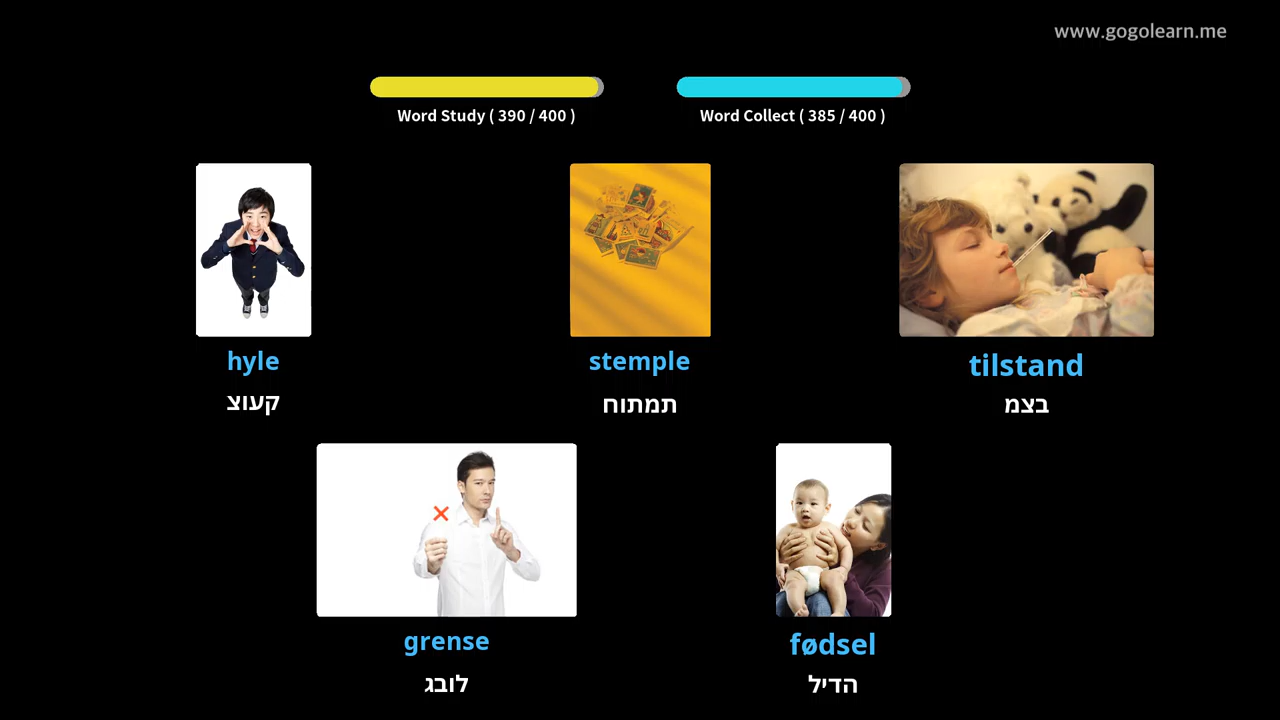 www.gogolearn.me
Word Study ( 390 / 400 )
Word Collect ( 385 / 400 )
hyle
קעוצ
stemple
תמתוח
tilstand
בצמ
grense
לובג
fødsel
הדיל